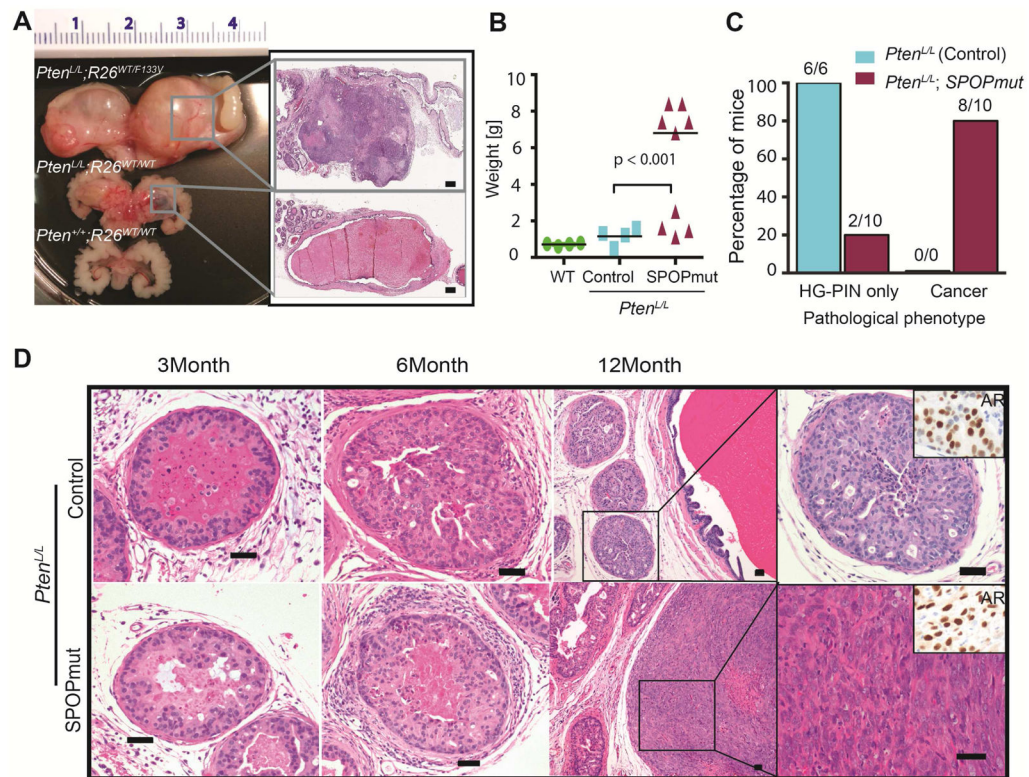 A
1 2 3 4
Pten^L/L;R26^WT/F133V
Pten^L/L;R26^WT/WT
Pten^+/+;R26^WT/WT
B
Weight [g]
10
8
6
4
2
0
p < 0.001
WT Control SPOPmut
Pten^L/L
C
Pten^L/L (Control)
Pten^L/L; SPOPmut
Percentage of mice
100
80
60
40
20
0
6/6
2/10
0/0
8/10
HG-PIN only Cancer
Pathological phenotype
D
3Month 6Month 12Month
Pten^L/L
Control
AR
SPOPmut
AR